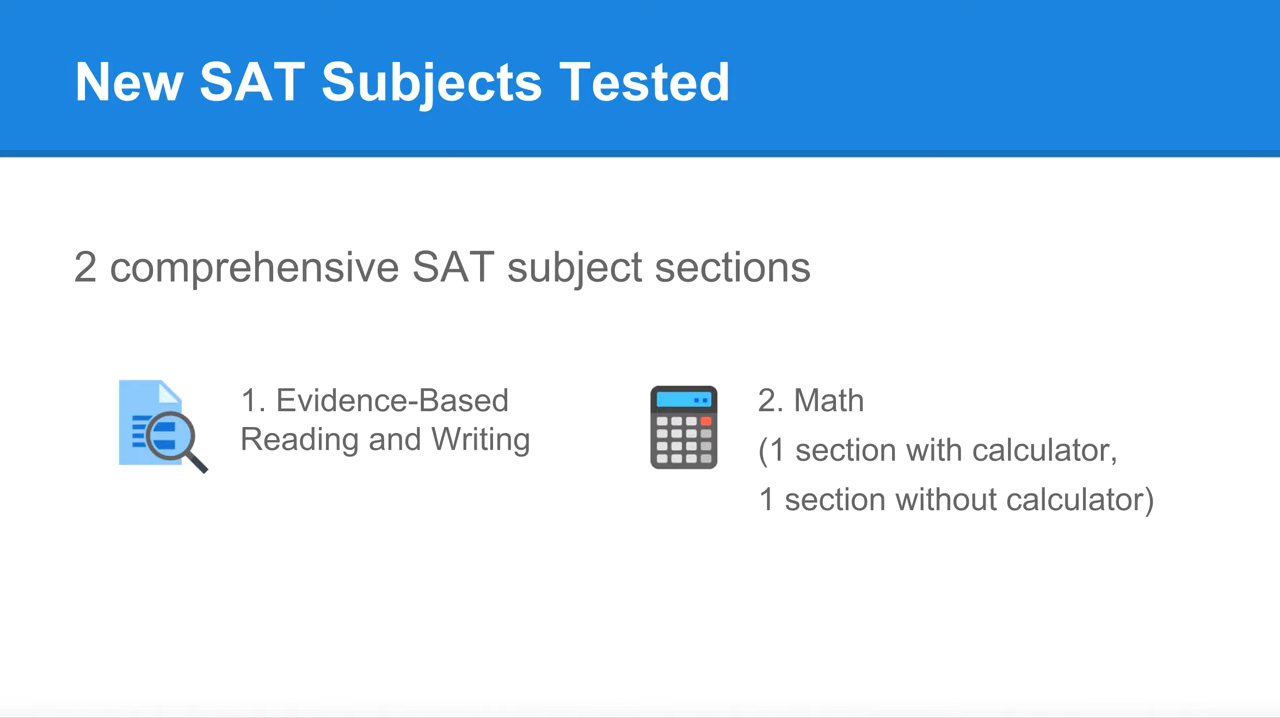 New SAT Subjects Tested
2 comprehensive SAT subject sections
1. Evidence-Based
Reading and Writing
2. Math
(1 section with calculator,
1 section without calculator)